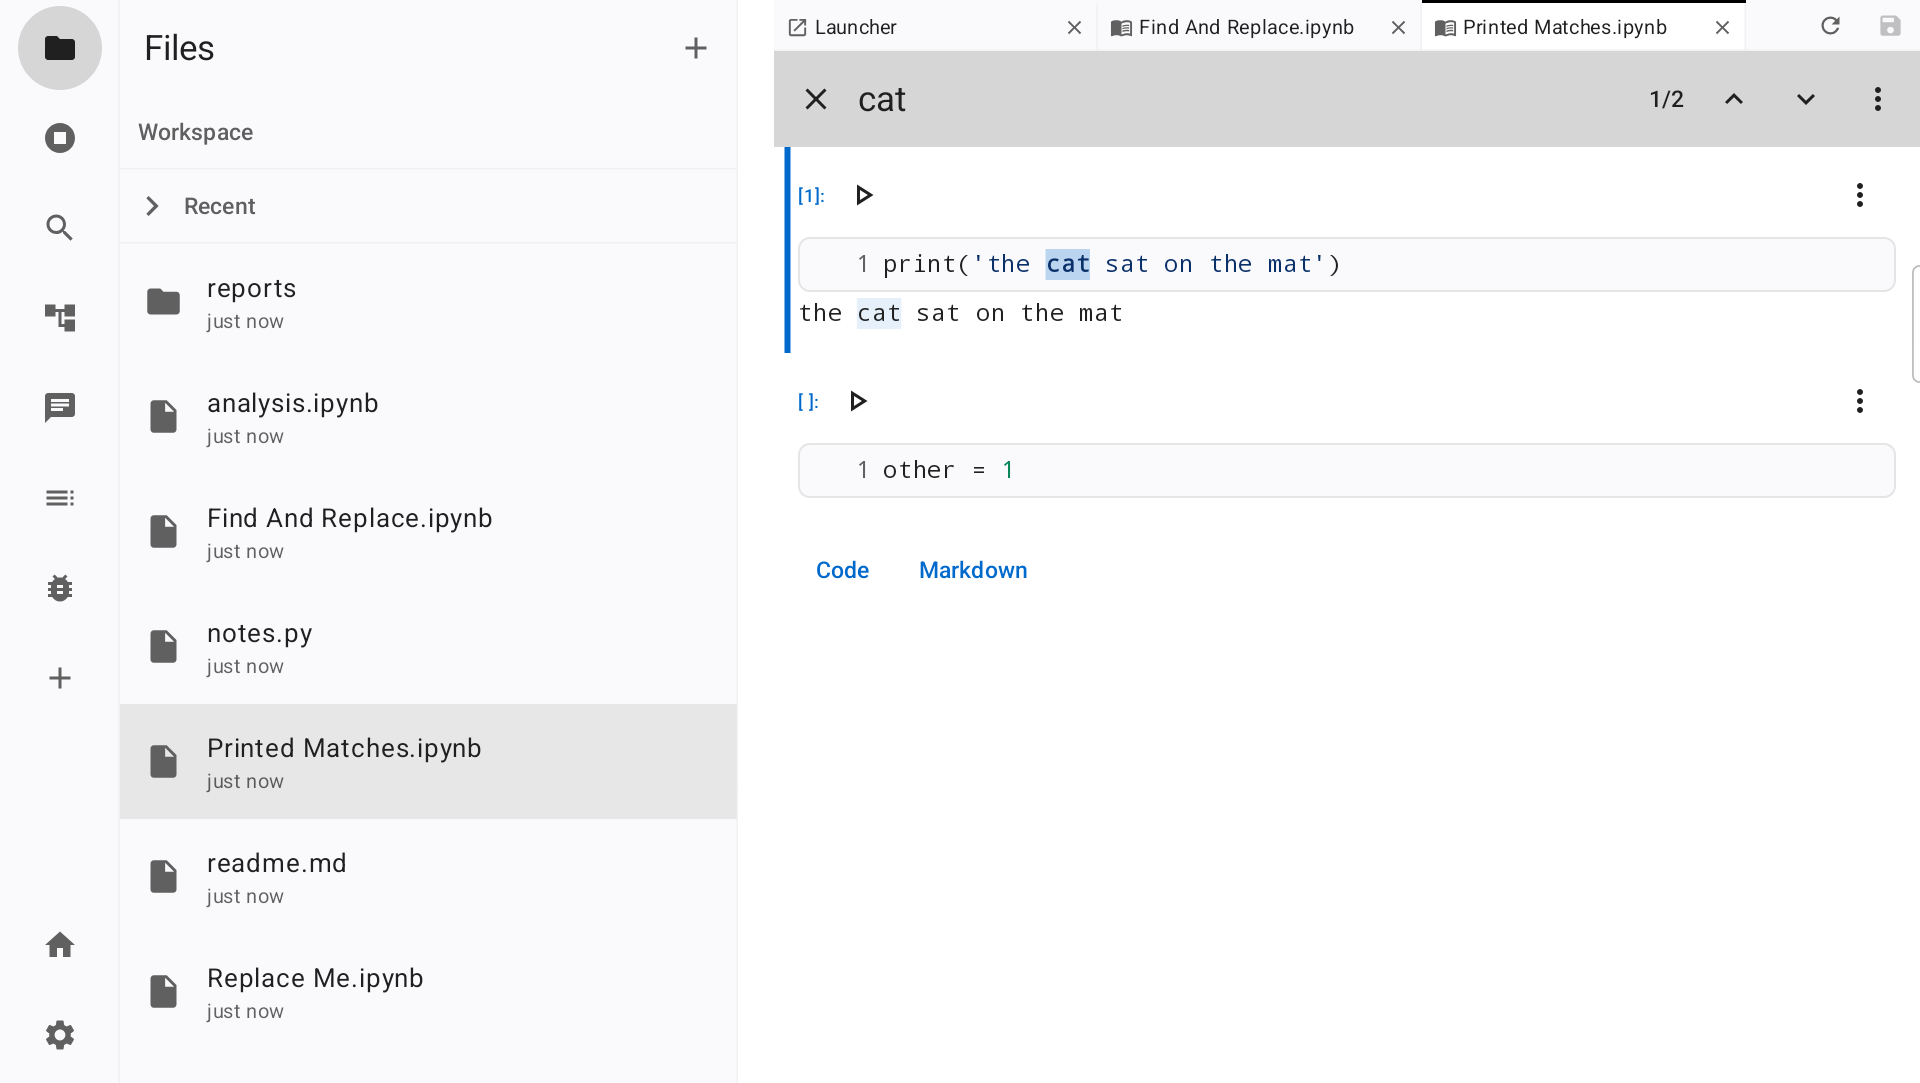 Files
Workspace
Recent
reports
just now
analysis.ipynb
just now
Find And Replace.ipynb
just now
notes.py
just now
Printed Matches.ipynb
just now
readme.md
just now
Replace Me.ipynb
just now
Launcher
Find And Replace.ipynb
Printed Matches.ipynb
cat
1/2
[1]:
1 print('the cat sat on the mat')
the cat sat on the mat
[ ]:
1 other = 1
Code Markdown